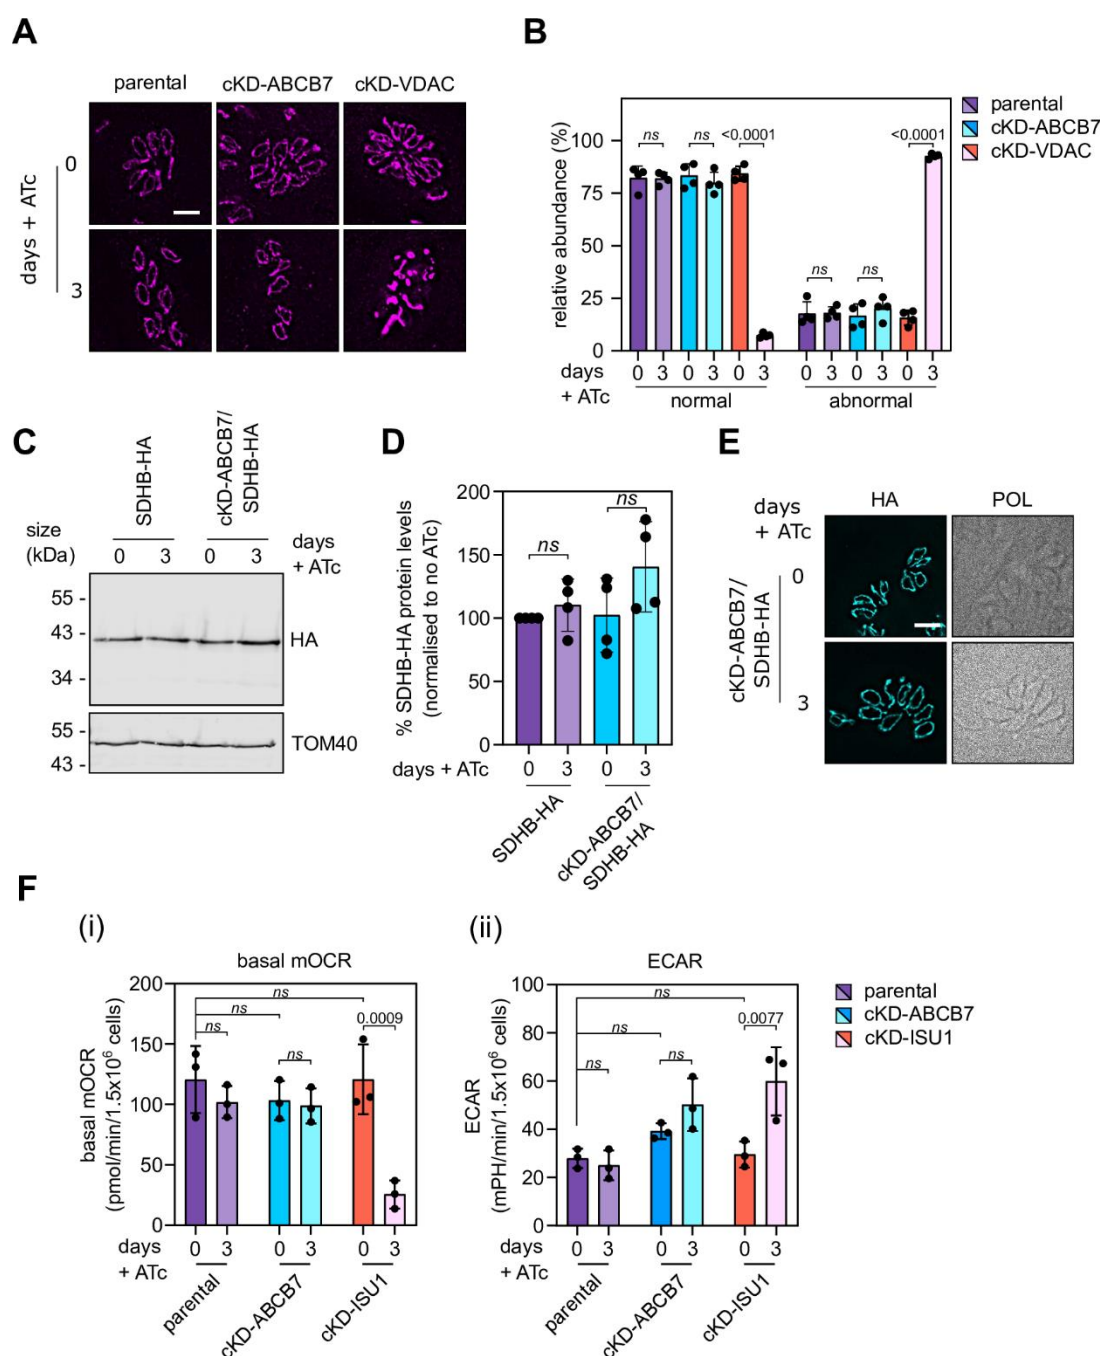 A
parental
cKD-ABCB7
cKD-VDAC
days + ATc
0
3
B
relative abundance (%)
100
75
50
25
0
ns
ns
<0.0001
ns
ns
<0.0001
days + ATc
0 3 0 3 0 3
0 3 0 3 0 3
normal
abnormal
parental
cKD-ABCB7
cKD-VDAC
C
SDHB-HA
cKD-ABCB7/
SDHB-HA
size
(kDa)
0 3 0 3
days
+ ATc
55 -
43 -
34 -
HA
55 -
43 -
TOM40
D
% SDHB-HA protein levels
(normalised to no ATc)
200
150
100
50
0
ns
ns
days + ATc
0 3 0 3
SDHB-HA
cKD-ABCB7/
SDHB-HA
E
days
+ ATc
HA
POL
cKD-ABCB7/
SDHB-HA
0
3
F
(i)
basal mOCR
basal mOCR
(pmol/min/1.5x10⁶ cells)
200
150
100
50
0
ns
ns
ns
ns
0.0009
days
+ ATc
0 3 0 3 0 3
parental
cKD-ABCB7
cKD-ISU1
(ii)
ECAR
ECAR
(mPH/min/1.5x10⁶ cells)
100
80
60
40
20
0
ns
ns
ns
ns
0.0077
days
+ ATc
0 3 0 3 0 3
parental
cKD-ABCB7
cKD-ISU1
parental
cKD-ABCB7
cKD-ISU1